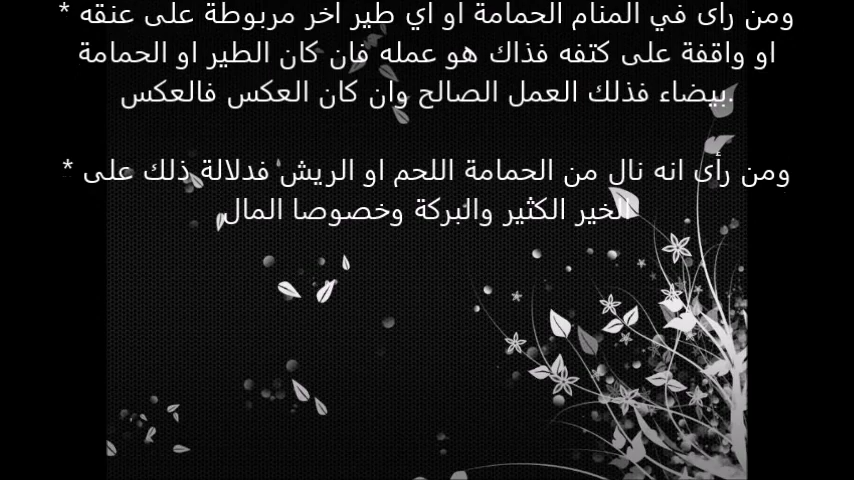 * ومن رأى في المنام الحمامة او اي طير اخر مربوطة على عنقه
او واقفة على كتفه فذاك هو عمله فان كان الطير او الحمامة
بيضاء فذلك العمل الصالح وان كان العكس فالعكس.
* ومن رأى انه نال من الحمامة اللحم او الريش فدلالة ذلك على
الخير الكثير والبركة وخصوصا المال